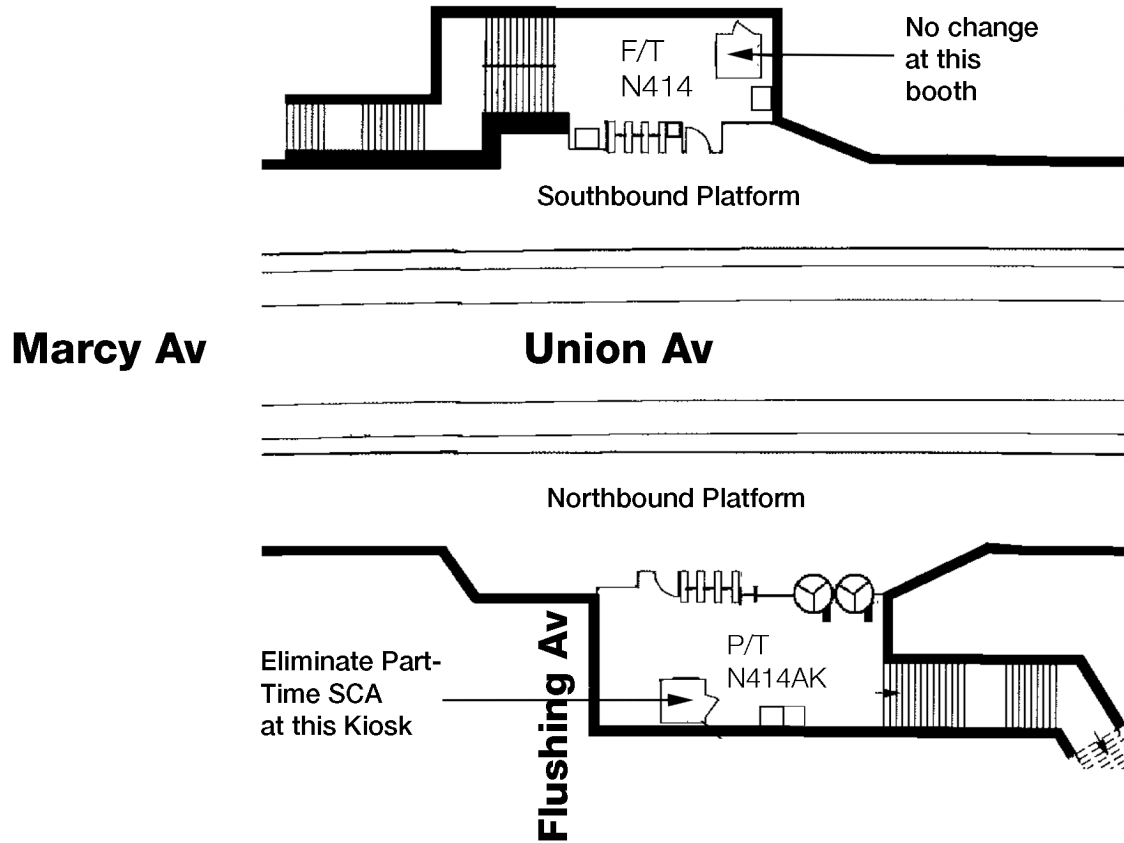 F/T
N414
No change
at this
booth
Southbound Platform
Marcy Av
Union Av
Northbound Platform
Eliminate Part-
Time SCA
at this Kiosk
Flushing Av
P/T
N414AK